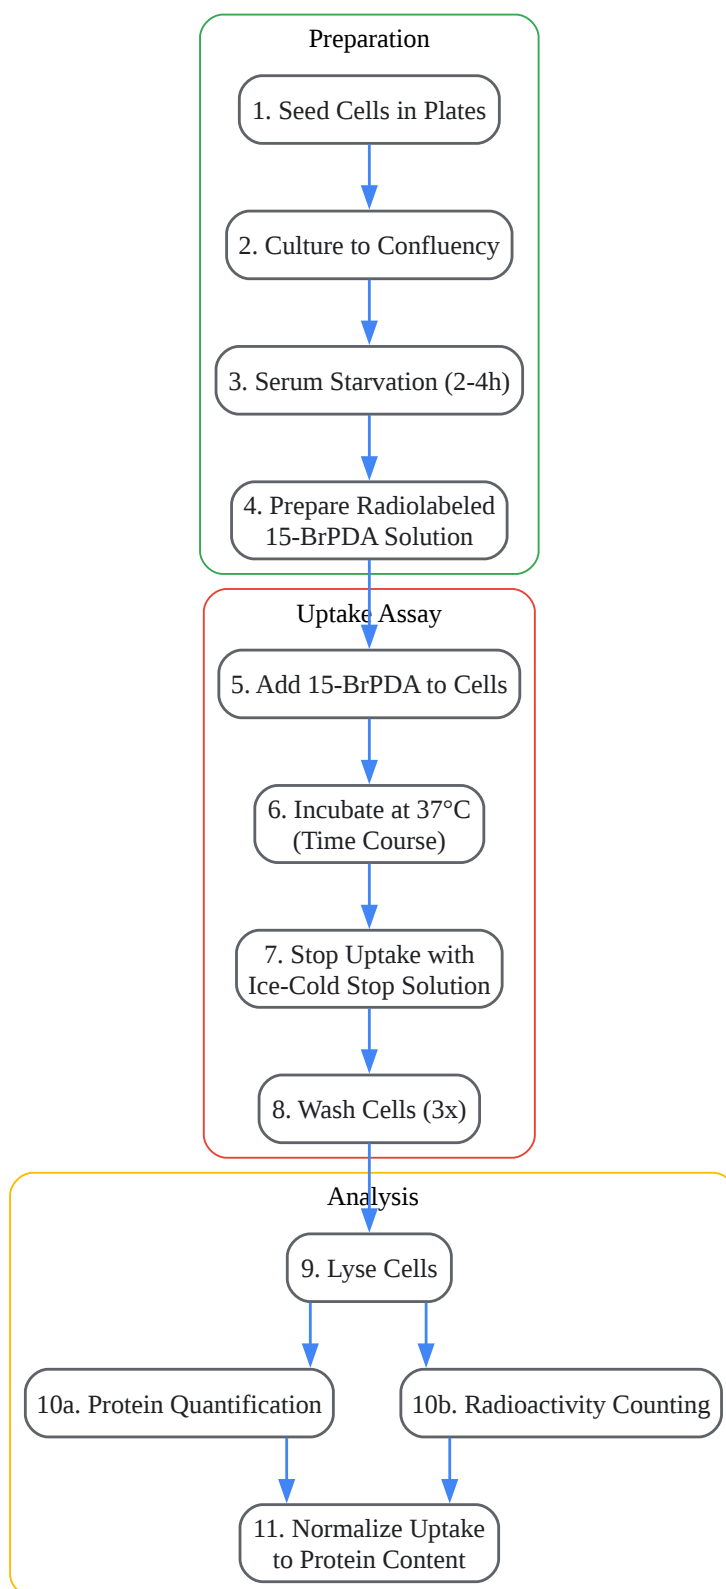 Preparation
1. Seed Cells in Plates
2. Culture to Confluency
3. Serum Starvation (2-4h)
4. Prepare Radiolabeled
15-BrPDA Solution
Uptake Assay
5. Add 15-BrPDA to Cells
6. Incubate at 37°C
(Time Course)
7. Stop Uptake with
Ice-Cold Stop Solution
8. Wash Cells (3x)
Analysis
9. Lyse Cells
10a. Protein Quantification
10b. Radioactivity Counting
11. Normalize Uptake
to Protein Content